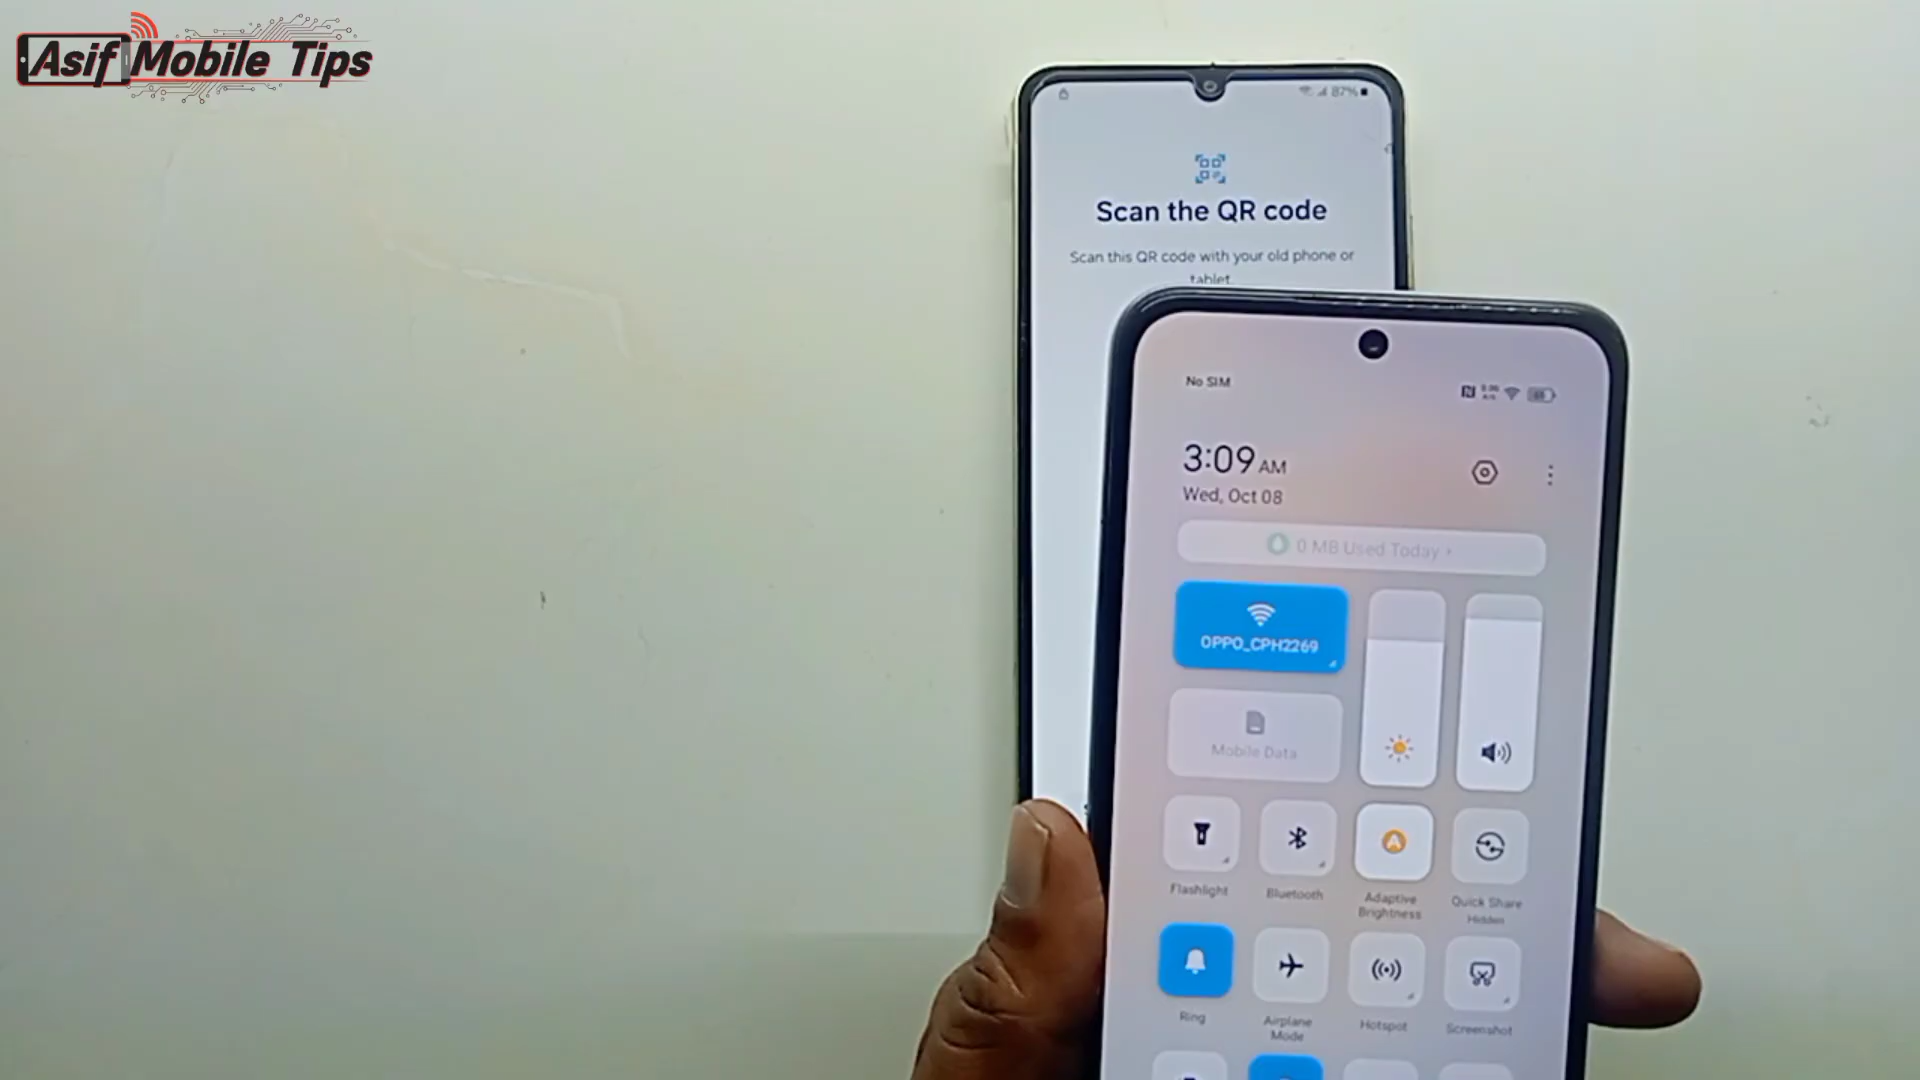 Asif Mobile Tips
87%
Scan the QR code
Scan this QR code with your old phone or
tablet.
No SIM
3:09 AM
Wed, Oct 08
0 MB Used Today
OPPO_CPH2269
Mobile Data
Flashlight
Bluetooth
Adaptive
Brightness
Quick Share
Hidden
Ring
Airplane
Mode
Hotspot
Screenshot